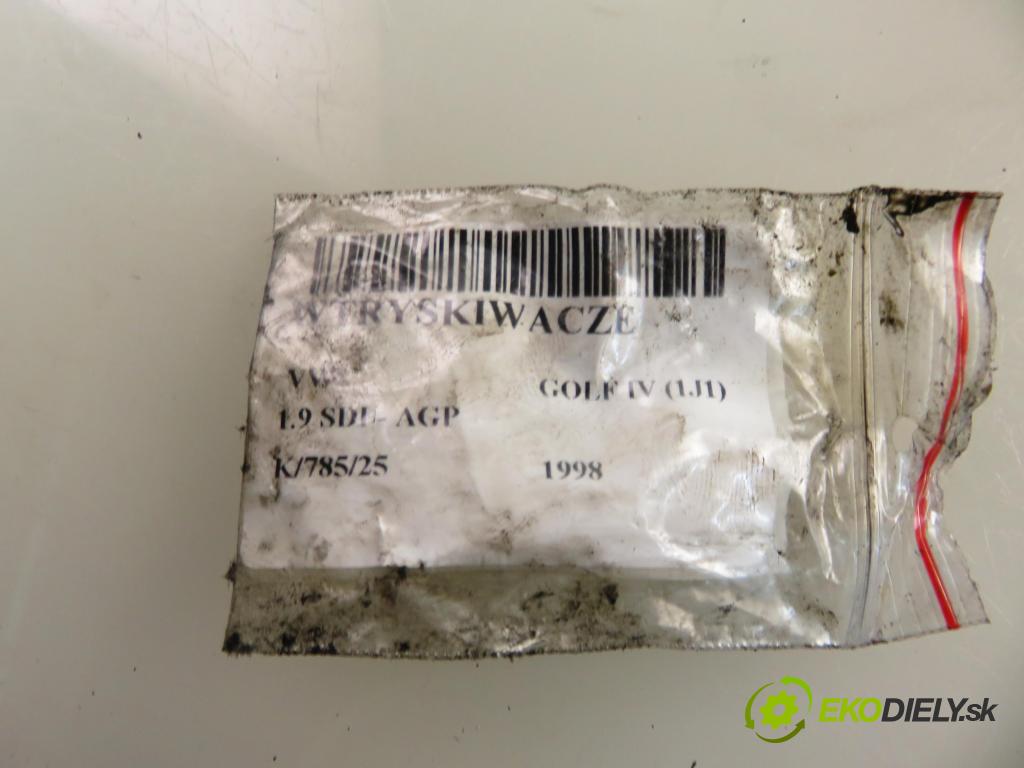 WTRYSKIWACZE
VW GOLF IV (1J1)
1.9 SDI - AGP
K/785/25 1998
EKODIELY.sk